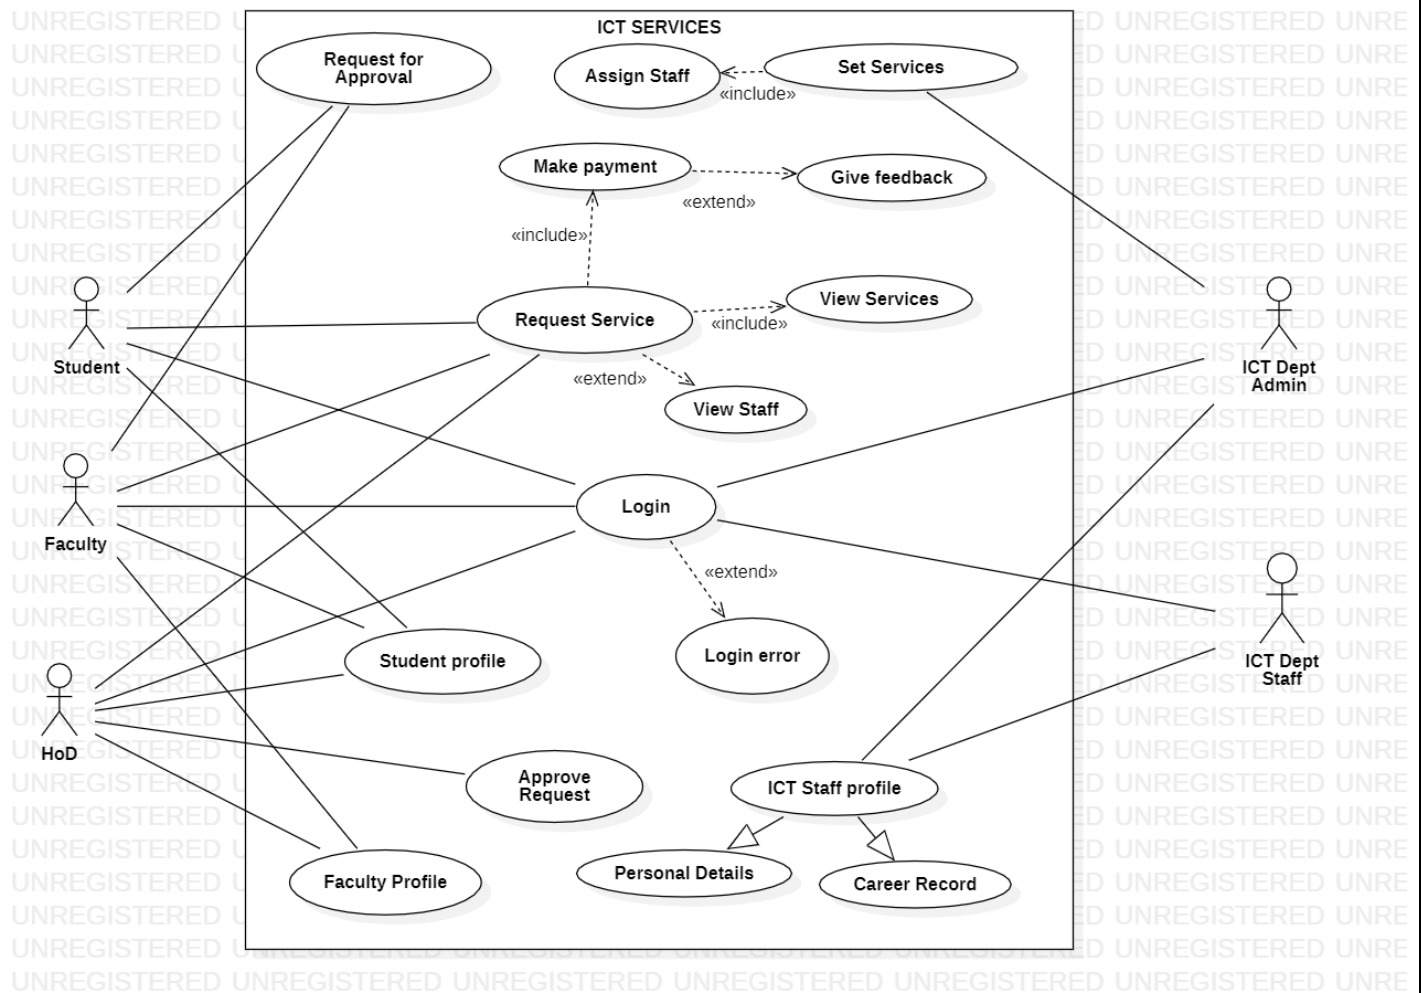 ICT SERVICES
Request for
Approval
Assign Staff
Set Services
«include»
Make payment
Give feedback
«extend»
«include»
View Services
Request Service
«include»
Student
ICT Dept
Admin
«extend»
View Staff
Login
Faculty
«extend»
Student profile
Login error
ICT Dept
Staff
HoD
Approve
Request
ICT Staff profile
Personal Details
Faculty Profile
Career Record
UNREGISTERED UNREGISTERED UNREGISTERED UNREGISTERED UNREGISTERED UNREGISTERED UNRE